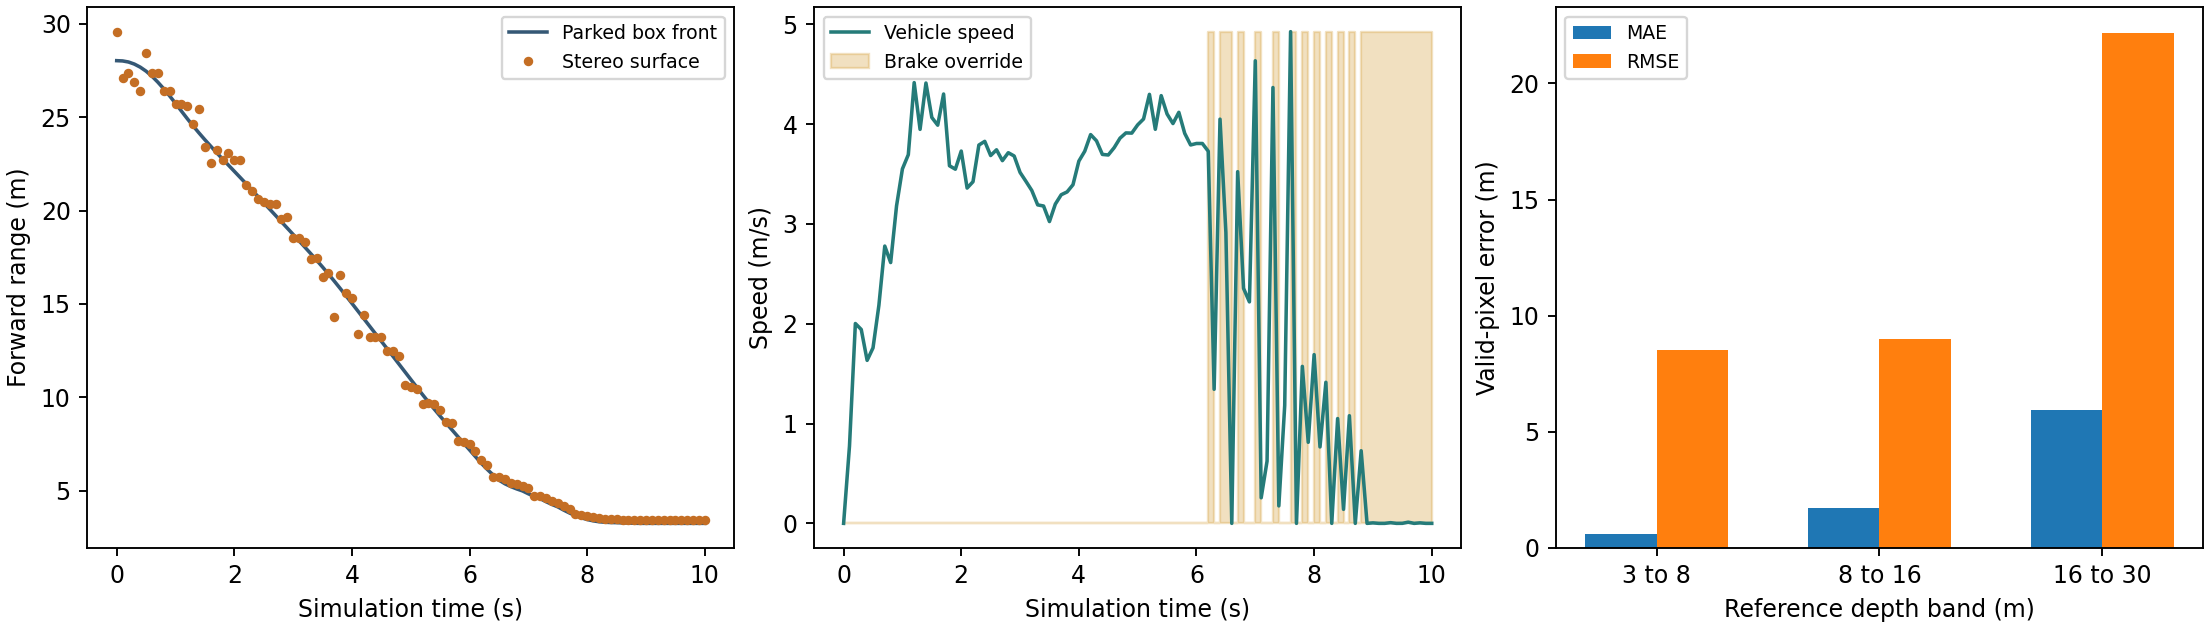 Forward range (m)
30
25
20
15
10
5
Parked box front
Stereo surface
0 2 4 6 8 10
Simulation time (s)
Speed (m/s)
5
4
3
2
1
0
Vehicle speed
Brake override
0 2 4 6 8 10
Simulation time (s)
Valid-pixel error (m)
20
15
10
5
0
MAE
RMSE
3 to 8 8 to 16 16 to 30
Reference depth band (m)